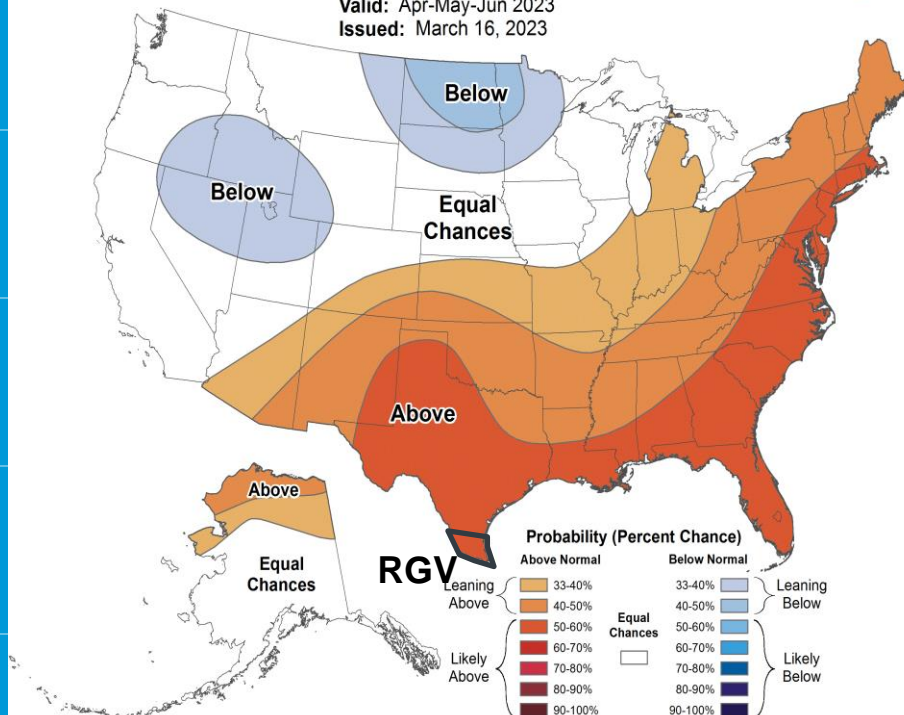 Valid: Apr-May-Jun 2023
Issued: March 16, 2023
Below
Below
Equal
Chances
Above
Above
Equal
Chances
RGV
Probability (Percent Chance)
Above Normal
Below Normal
Leaning
Above
33-40%
40-50%
50-60%
60-70%
70-80%
80-90%
90-100%
Likely
Above
Equal
Chances
33-40%
40-50%
50-60%
60-70%
70-80%
80-90%
90-100%
Leaning
Below
Likely
Below